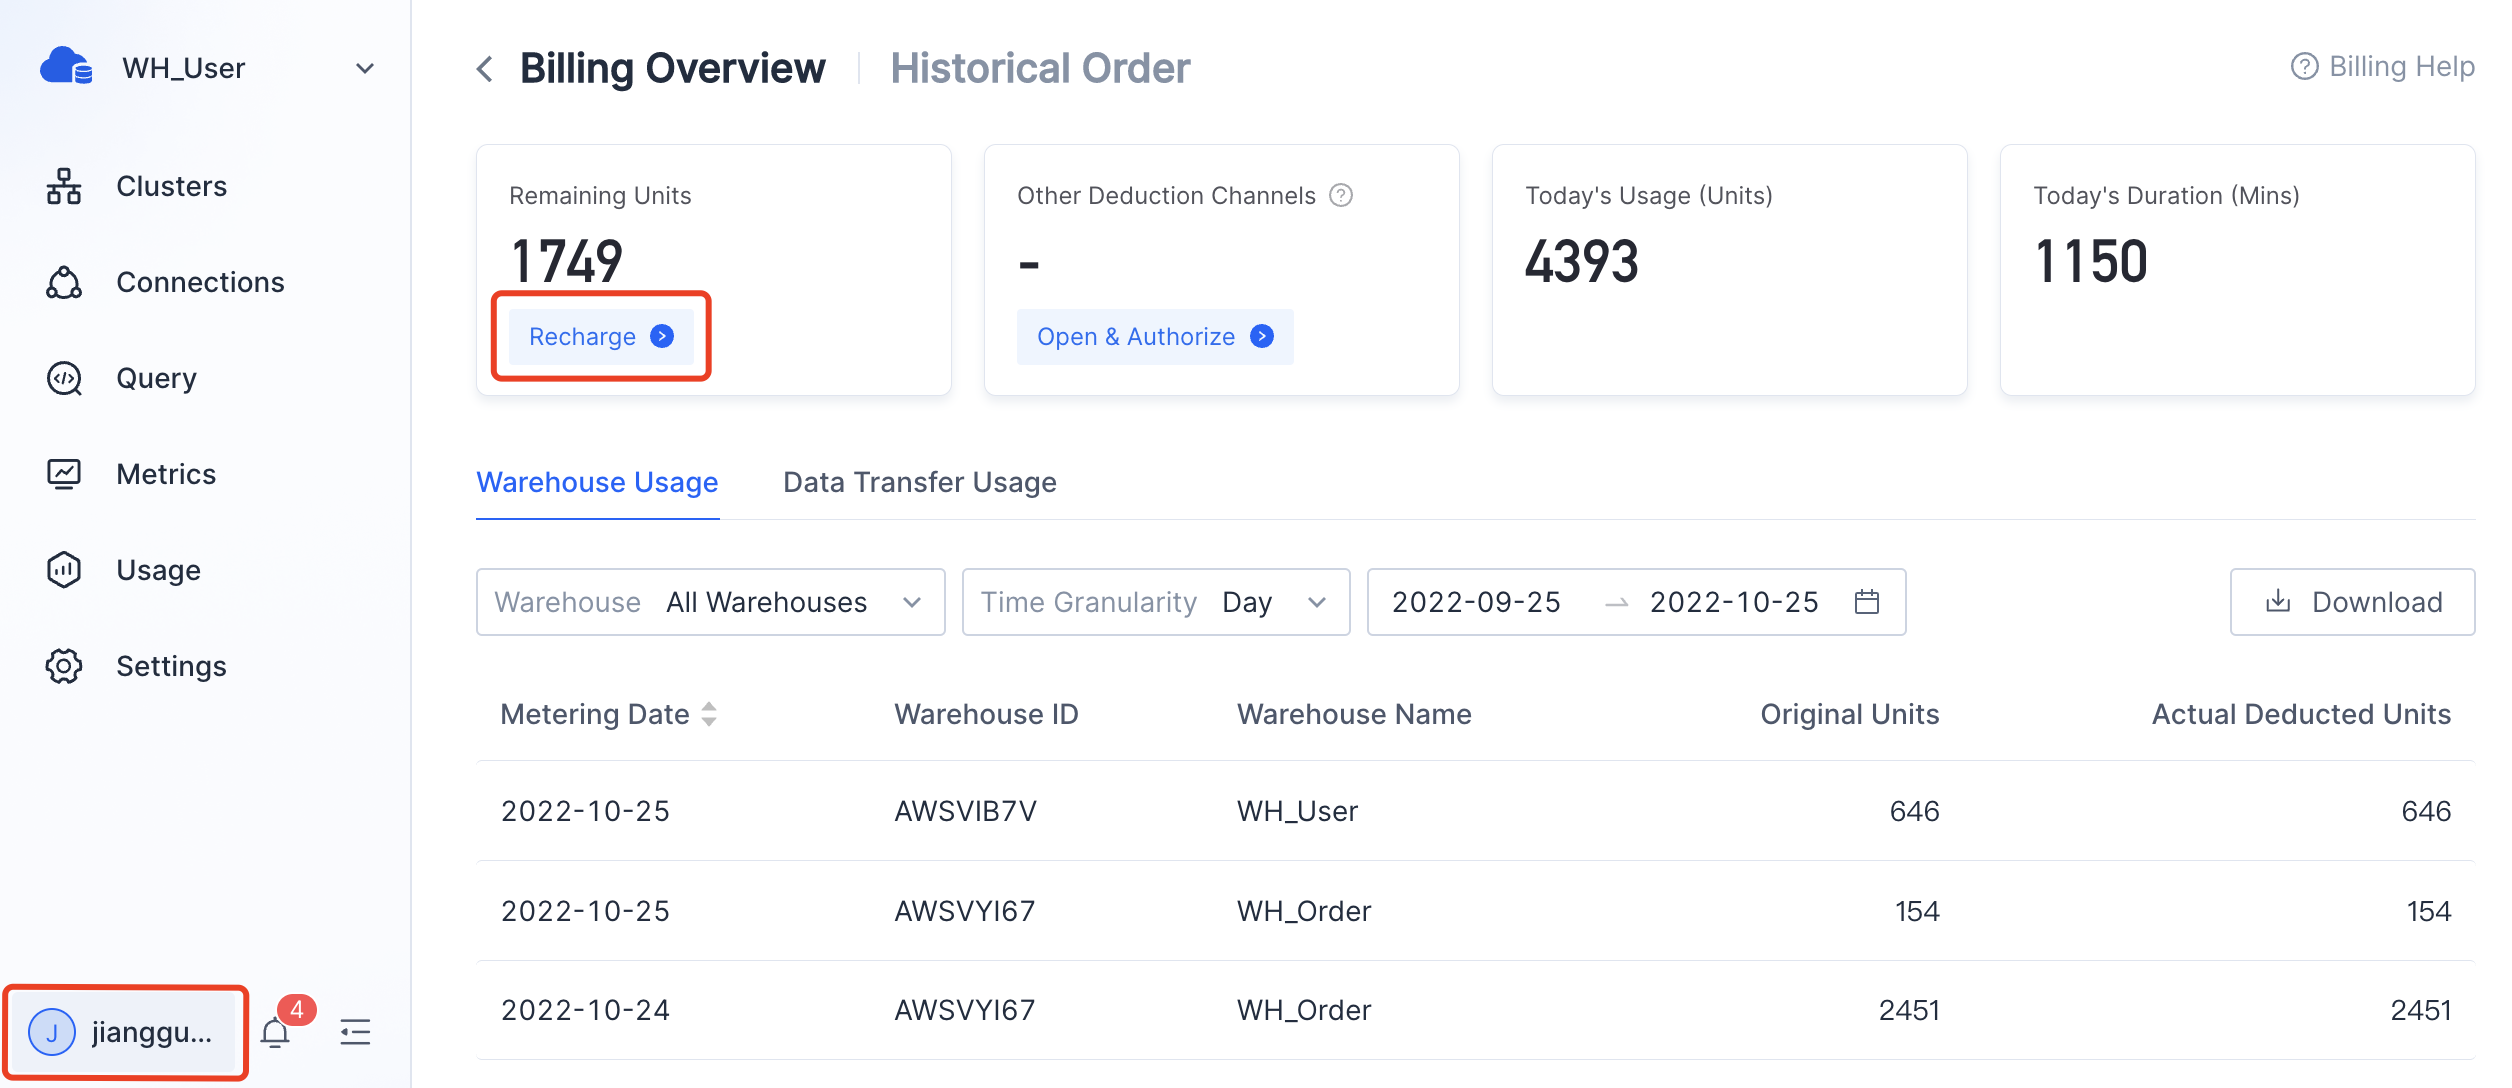 WH_User
Clusters
Connections
Query
Metrics
Usage
Settings
J jianggu...
4
Billing Overview Historical Order
Billing Help
Remaining Units
1749
Recharge
Other Deduction Channels
-
Open & Authorize
Today's Usage (Units)
4393
Today's Duration (Mins)
1150
Warehouse Usage Data Transfer Usage
Warehouse All Warehouses Time Granularity Day 2022-09-25 → 2022-10-25 Download
Metering Date Warehouse ID Warehouse Name Original Units Actual Deducted Units
2022-10-25 AWSVIB7V WH_User 646 646
2022-10-25 AWSVYI67 WH_Order 154 154
2022-10-24 AWSVYI67 WH_Order 2451 2451